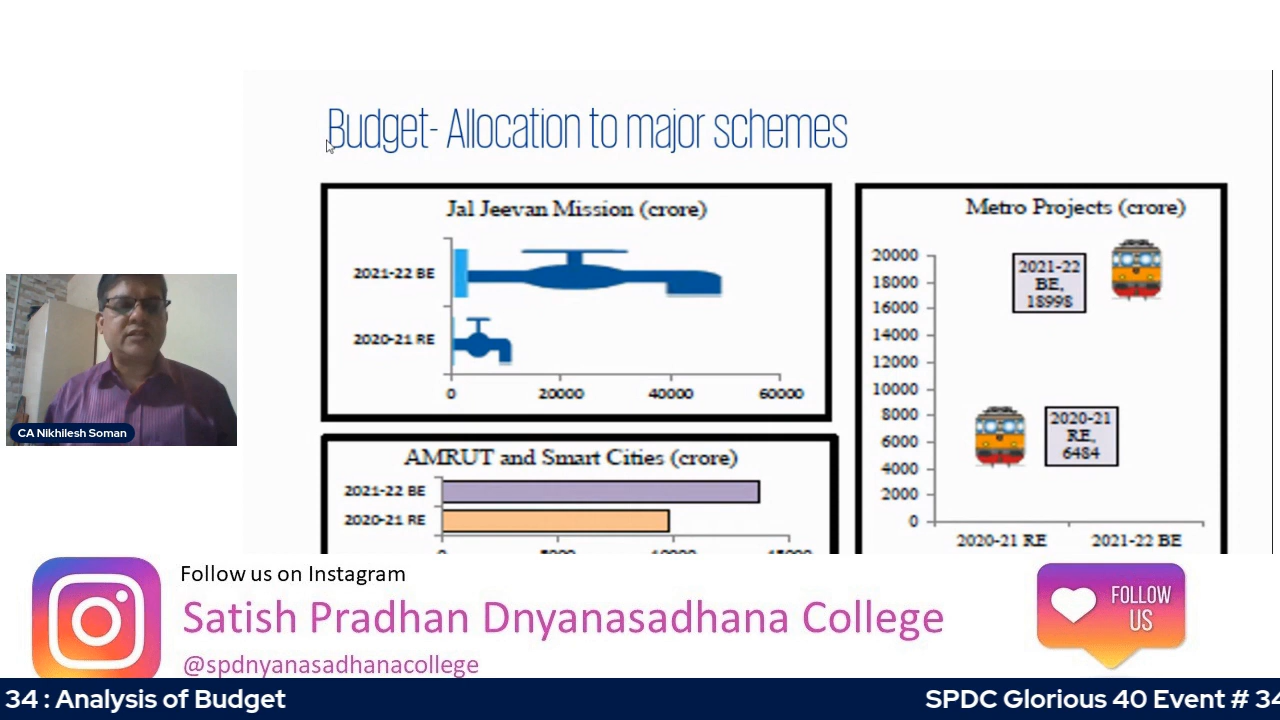 Budget- Allocation to major schemes
Jal Jeevan Mission (crore)
2021-22 BE
2020-21 RE
0 20000 40000 60000
Metro Projects (crore)
20000
18000
16000
14000
12000
10000
8000
6000
4000
2000
0
2021-22
BE,
18998
2020-21
RE,
6484
2020-21 RE 2021-22 BE
AMRUT and Smart Cities (crore)
2021-22 BE
2020-21 RE
CA Nikhilesh Soman
Follow us on Instagram
Satish Pradhan Dnyanasadhana College
@spdnyanasadhanacollege
FOLLOW
US
34 : Analysis of Budget
SPDC Glorious 40 Event # 34